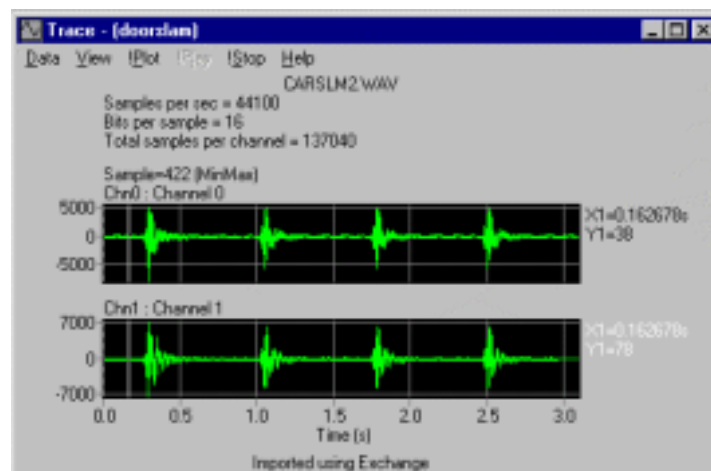 Trace - (doorslam)
Data View !Plot !Stop Help
CARSLM2.WAV
Samples per sec = 44100
Bits per sample = 16
Total samples per channel = 137040
Sample=422 (MinMax)
Chn0 : Channel 0
5000
0
-5000
X1=0.162678s
Y1=38
Chn1 : Channel 1
7000
0
-7000
X1=0.162678s
Y1=78
0.0 0.5 1.0 1.5 2.0 2.5 3.0
Time (s)
Imported using Exchange